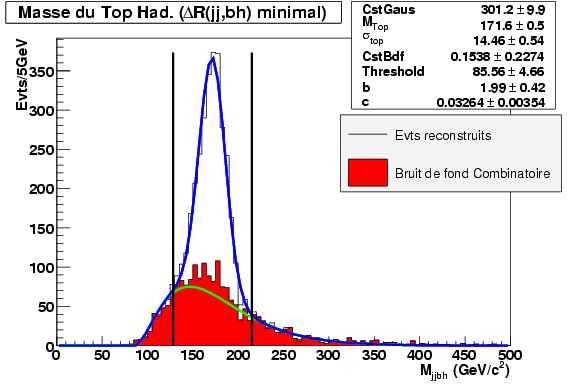 Masse du Top Had. (ΔR(jj,bh) minimal)
CstGaus 301.2 ± 9.9
M_Top 171.6 ± 0.5
σ_top 14.46 ± 0.54
CstBdf 0.1538 ± 0.2274
Threshold 85.56 ± 4.66
b 1.99 ± 0.42
c 0.03264 ± 0.00354
Evts reconstruits
Bruit de fond Combinatoire
Evts/5GeV
350
300
250
200
150
100
50
0
0 50 100 150 200 250 300 350 400 450 500
M_jjbh (GeV/c²)